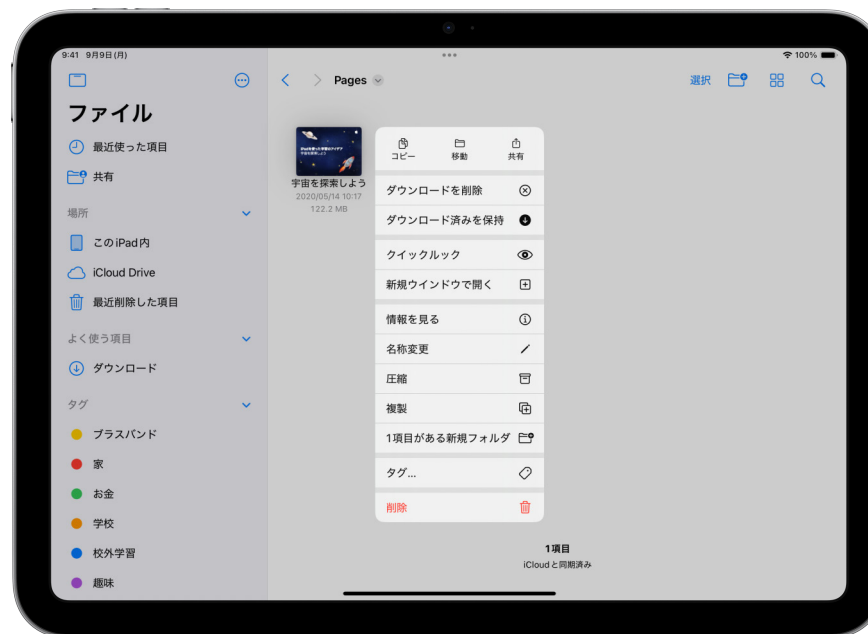 9:41 9月9日(月)
100%
ファイル
最近使った項目
共有
場所
このiPad内
iCloud Drive
最近削除した項目
よく使う項目
ダウンロード
タグ
ブラスバンド
家
お金
学校
校外学習
趣味
Pages
選択
宇宙を探索しよう
2020/05/14 10:17
122.2 MB
コピー
移動
共有
ダウンロードを削除
ダウンロード済みを保持
クイックルック
新規ウインドウで開く
情報を見る
名称変更
圧縮
複製
1項目がある新規フォルダ
タグ...
削除
1項目
iCloudと同期済み